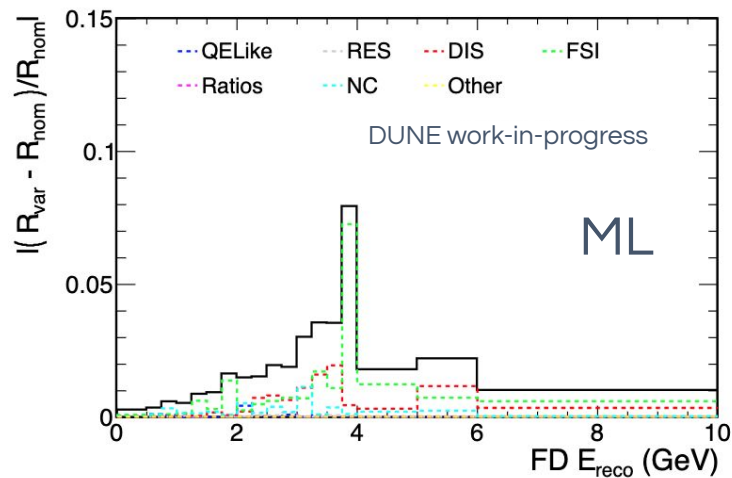 0.15
QELike RES DIS FSI
Ratios NC Other
DUNE work-in-progress
0.1
|( R_var - R_nom )/R_nom|
ML
0.05
0
0 2 4 6 8 10
FD E_reco (GeV)